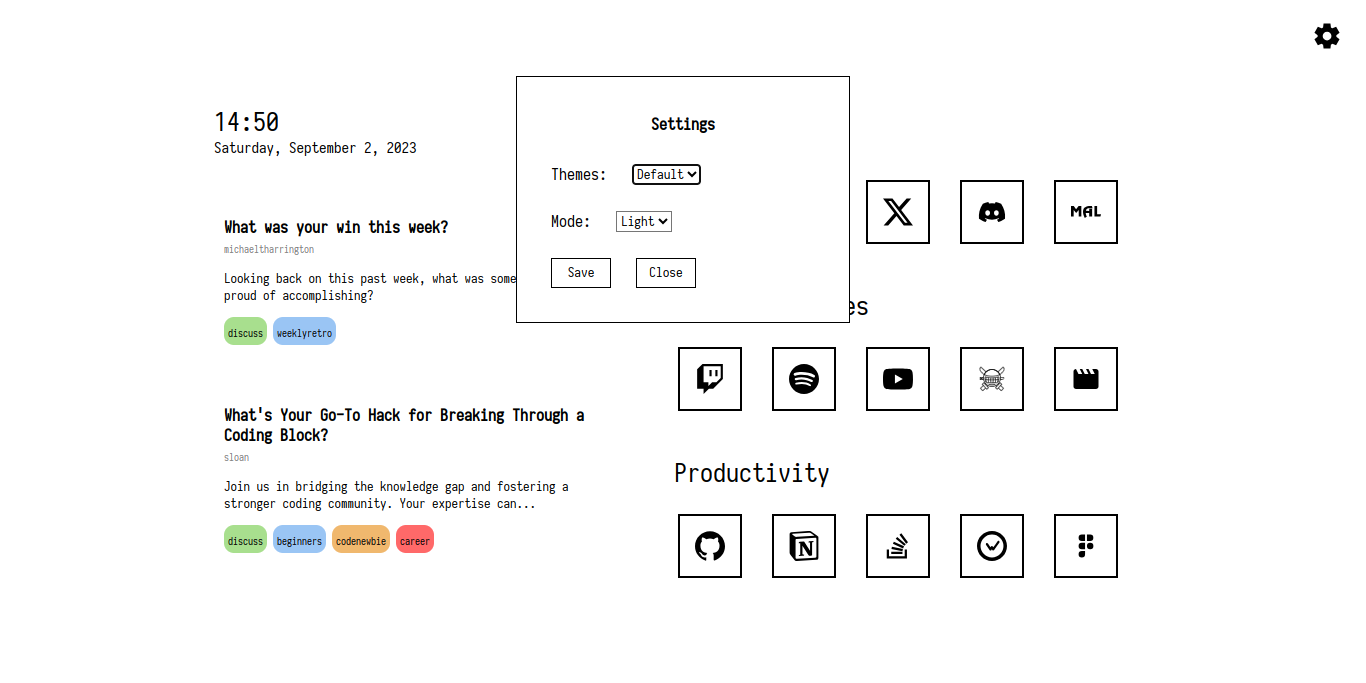 14:50
Saturday, September 2, 2023
What was your win this week?
michaeltharrington
Looking back on this past week, what was some
proud of accomplishing?
discuss weeklyretro
What's Your Go-To Hack for Breaking Through a
Coding Block?
sloan
Join us in bridging the knowledge gap and fostering a
stronger coding community. Your expertise can...
discuss beginners codenewbie career
Settings
Themes: Default
Mode: Light
Save Close
MAL
es
Productivity
N